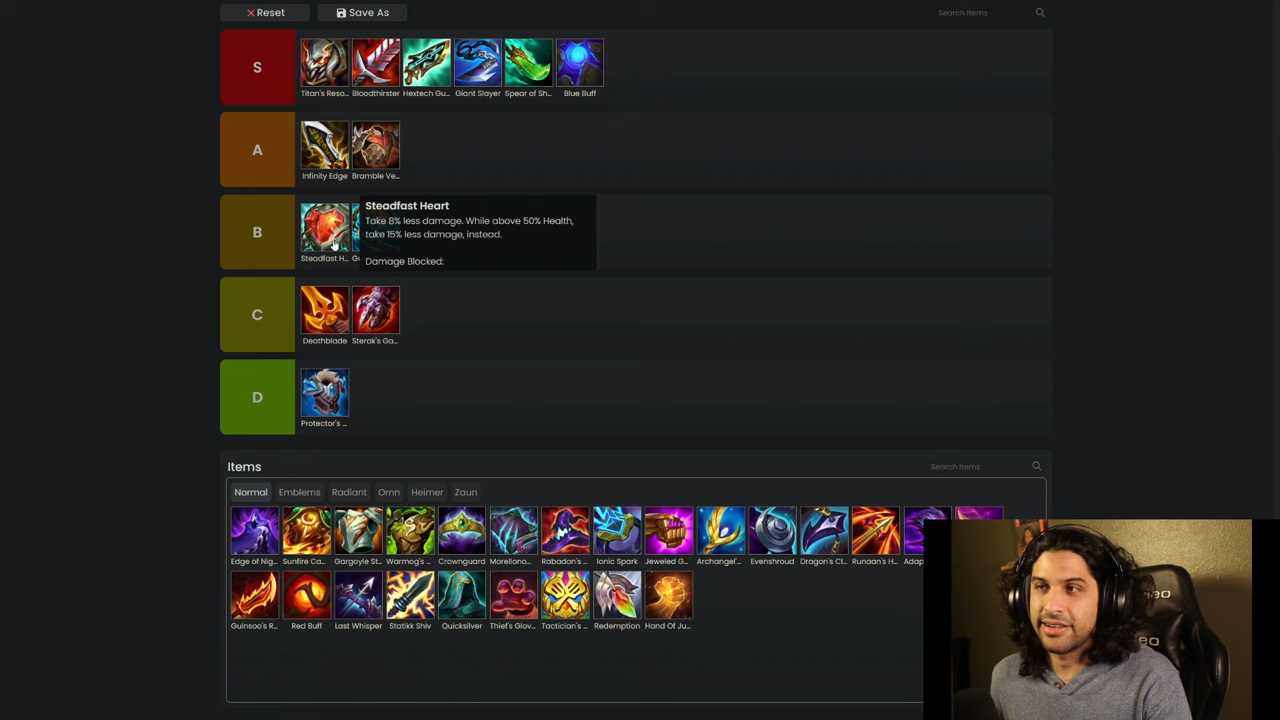 Reset
Save As
Search Items
S
Titan's Reso...
Bloodthirster
Hextech Gu...
Giant Slayer
Spear of Sh...
Blue Buff
A
Infinity Edge
Bramble Ve...
B
Steadfast H...
Steadfast Heart
Take 8% less damage. While above 50% Health,
take 15% less damage, instead.
Damage Blocked:
C
Deathblade
Sterak's Ga...
D
Protector's ...
Items
Search Items
Normal
Emblems
Radiant
Ornn
Heimer
Zaun
Edge of Nig...
Sunfire Ca...
Gargoyle St...
Warmog's ...
Crownguard
Morellono...
Rabadon's ...
Ionic Spark
Jeweled G...
Archangel'...
Evenshroud
Dragon's Cl...
Runaan's H...
Adap
Guinsoo's R...
Red Buff
Last Whisper
Statikk Shiv
Quicksilver
Thief's Glov...
Tactician's ...
Redemption
Hand Of Ju...